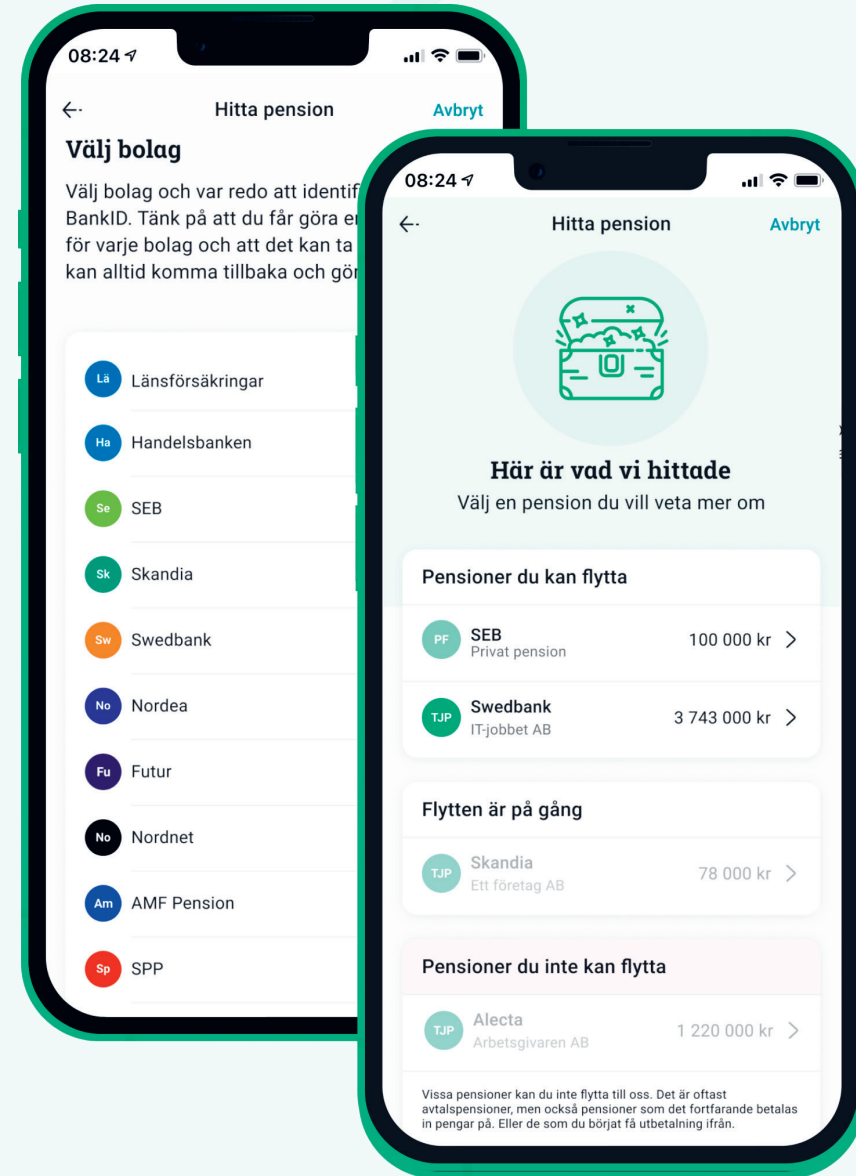 08:24
Hitta pension
Avbryt
Välj bolag
Välj bolag och var redo att
BankID. Tänk på att du får göra
för varje bolag och att det kan ta
kan alltid komma tillbaka och
Lä Länsförsäkringar
Ha Handelsbanken
Se SEB
Sk Skandia
Sw Swedbank
No Nordea
Fu Futur
No Nordnet
Am AMF Pension
Sp SPP
08:24
Hitta pension
Avbryt
Här är vad vi hittade
Välj en pension du vill veta mer om
Pensioner du kan flytta
PF SEB 100 000 kr
Privat pension
TJP Swedbank 3 743 000 kr
IT-jobbet AB
Flytten är på gång
TJP Skandia 78 000 kr
Ett företag AB
Pensioner du inte kan flytta
TJP Alecta 1 220 000 kr
Arbetsgivaren AB
Vissa pensioner kan du inte flytta till oss. Det är oftast
avtalspensioner, men också pensioner som det fortfarande betalas
in pengar på. Eller de som du börjat få utbetalning ifrån.